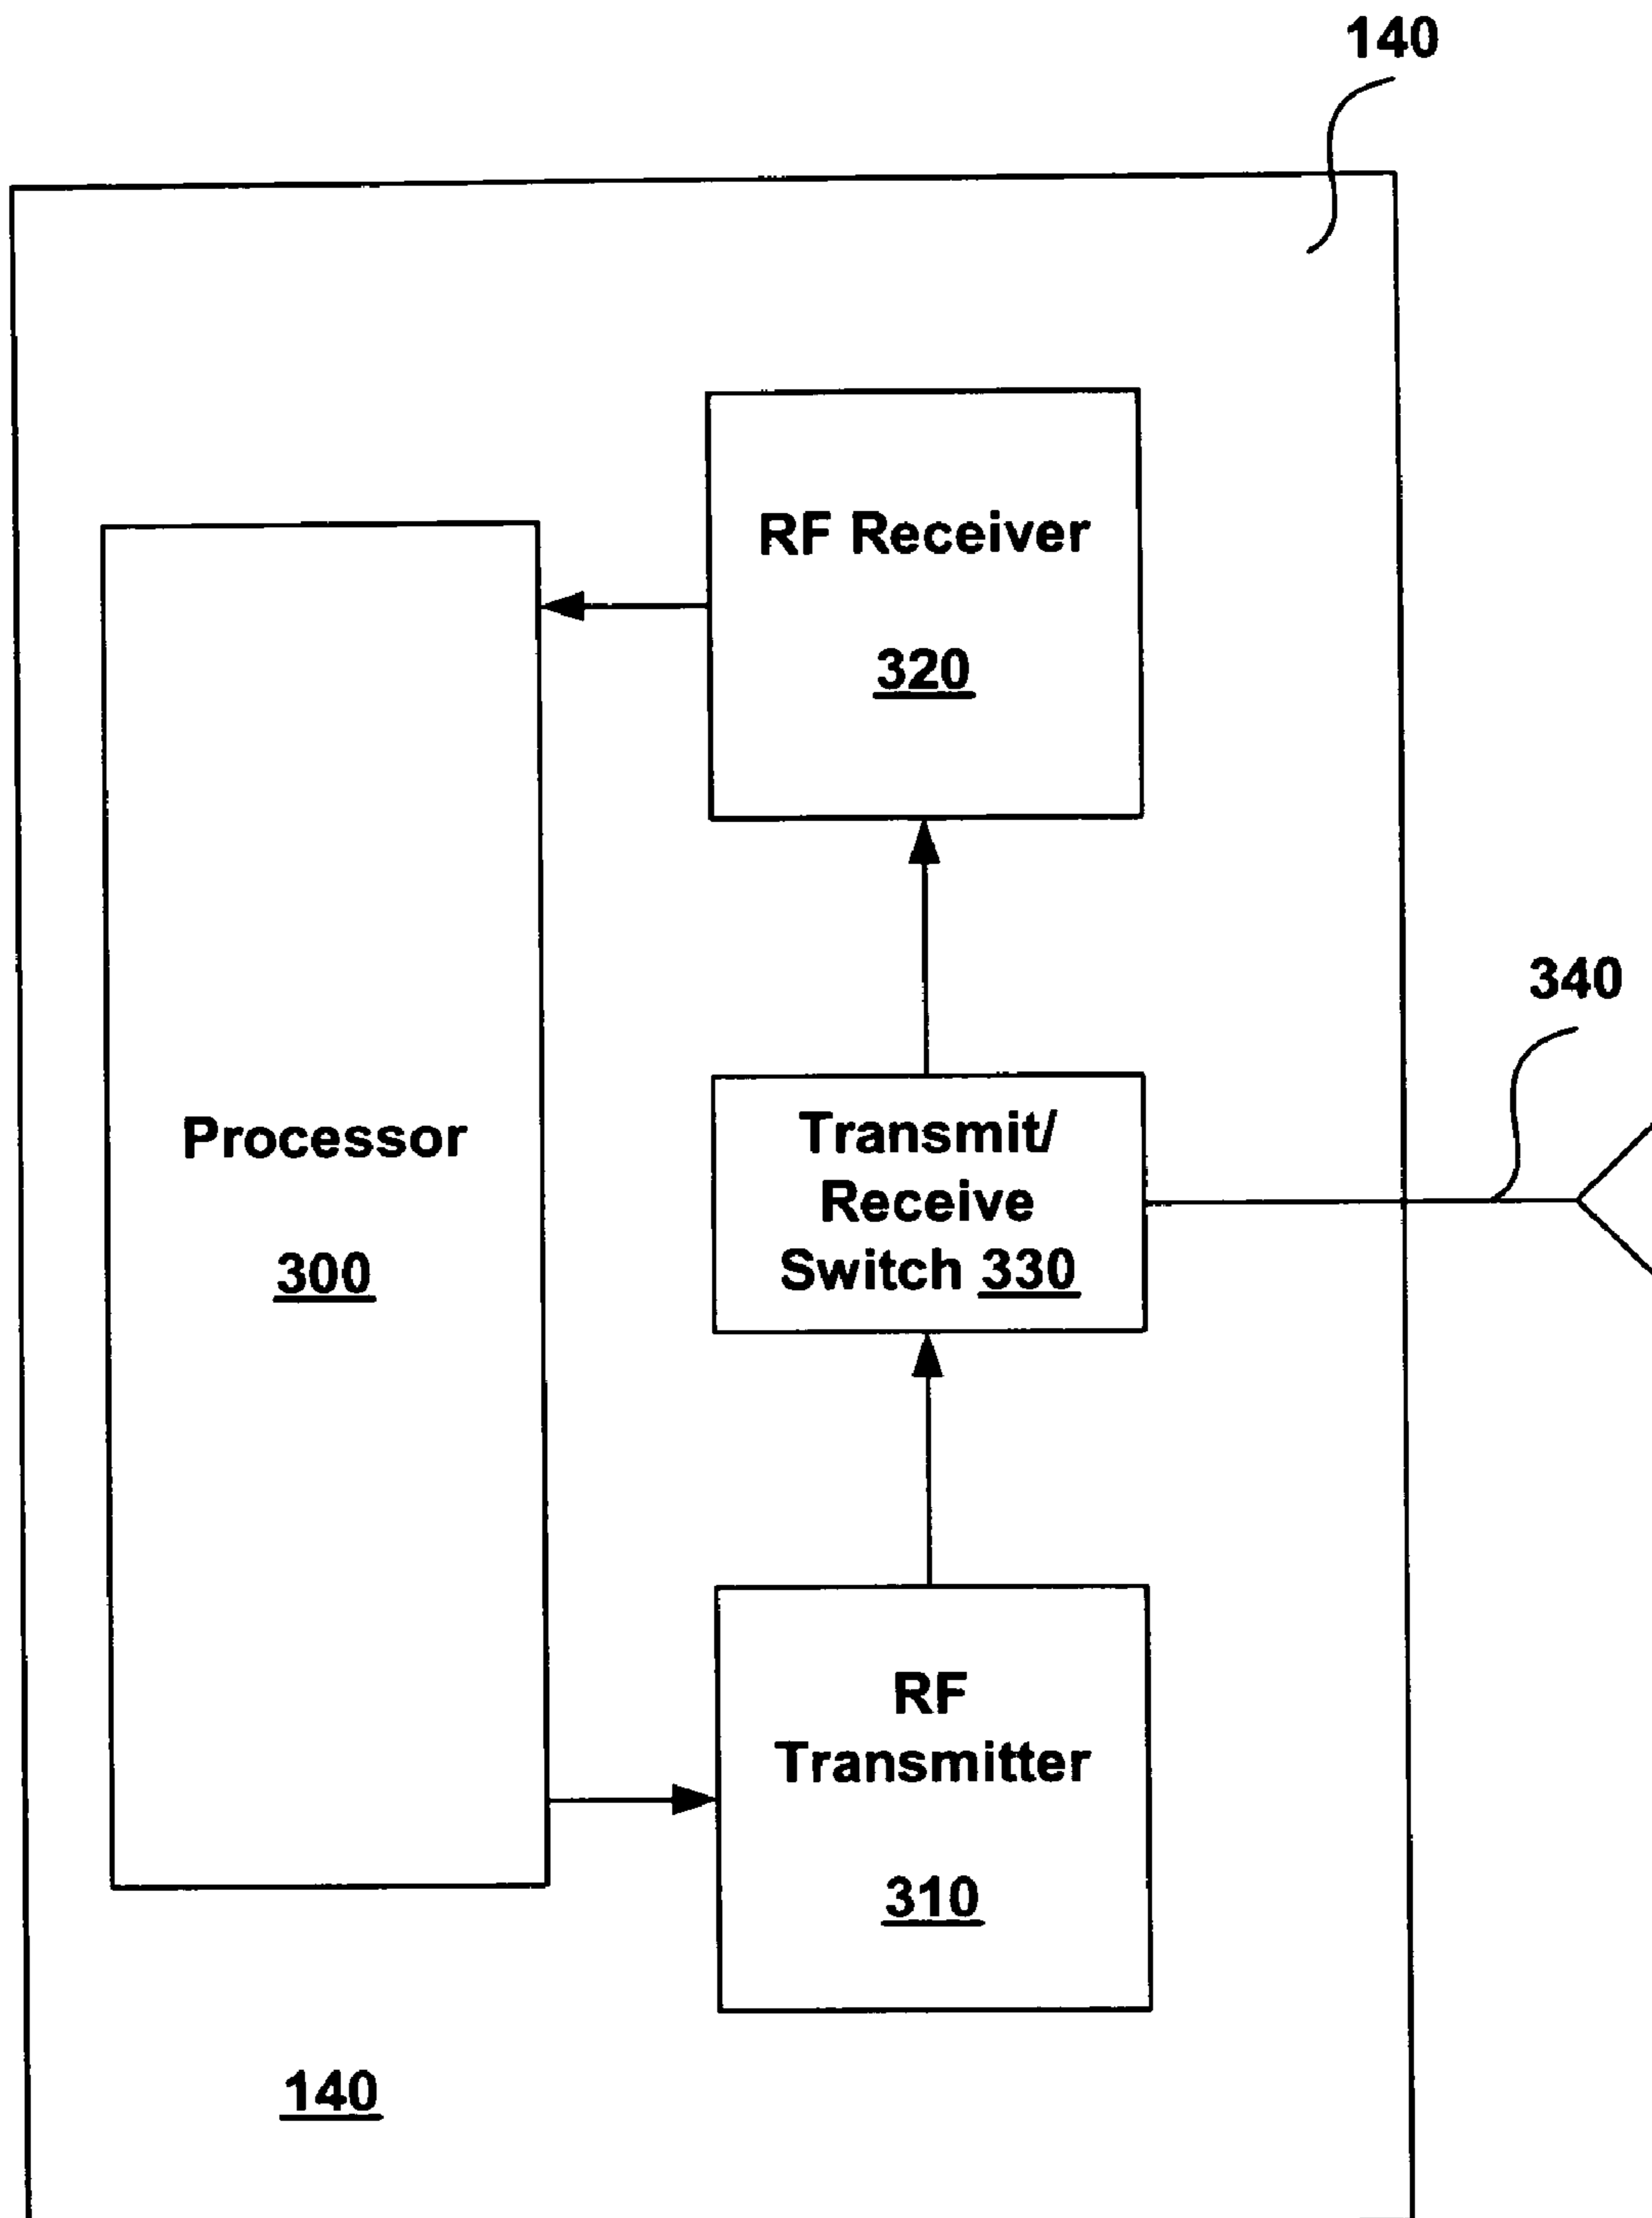 140
RF Receiver
320
340
Processor
300
Transmit/
Receive
Switch 330
RF
Transmitter
310
140